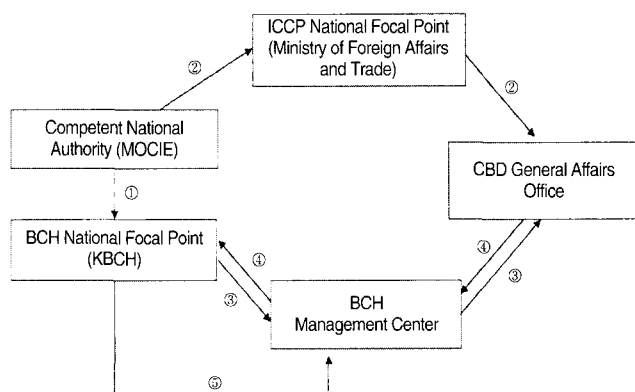 ICCP National Focal Point
(Ministry of Foreign Affairs
and Trade)
②
②
Competent National
Authority (MOCIE)
CBD General Affairs
Office
①
BCH National Focal Point
(KBCH)
④
④
③
③
BCH
Management Center
⑤